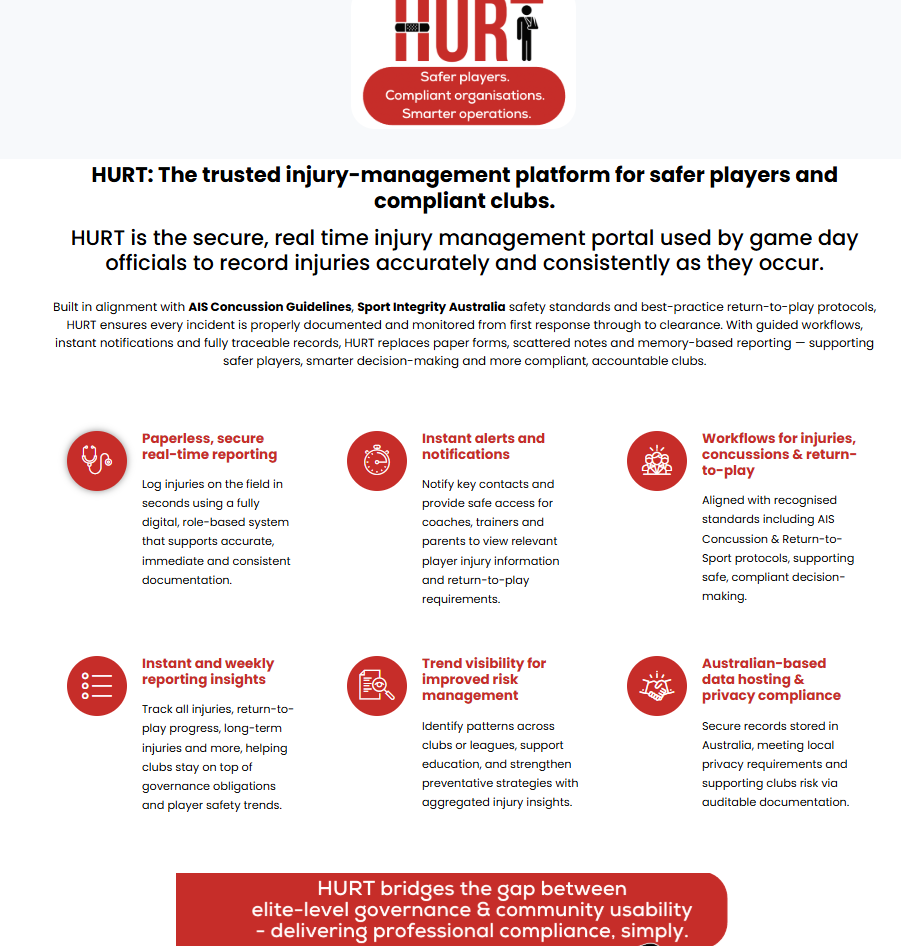 HURT
Safer players.
Compliant organisations.
Smarter operations.
HURT: The trusted injury-management platform for safer players and
compliant clubs.
HURT is the secure, real time injury management portal used by game day
officials to record injuries accurately and consistently as they occur.
Built in alignment with AIS Concussion Guidelines, Sport Integrity Australia safety standards and best-practice return-to-play protocols,
HURT ensures every incident is properly documented and monitored from first response through to clearance. With guided workflows,
instant notifications and fully traceable records, HURT replaces paper forms, scattered notes and memory-based reporting — supporting
safer players, smarter decision-making and more compliant, accountable clubs.
Paperless, secure
real-time reporting
Log injuries on the field in
seconds using a fully
digital, role-based system
that supports accurate,
immediate and consistent
documentation.
Instant alerts and
notifications
Notify key contacts and
provide safe access for
coaches, trainers and
parents to view relevant
player injury information
and return-to-play
requirements.
Workflows for injuries,
concussions & return-
to-play
Aligned with recognised
standards including AIS
Concussion & Return-to-
Sport protocols, supporting
safe, compliant decision-
making.
Instant and weekly
reporting insights
Track all injuries, return-to-
play progress, long-term
injuries and more, helping
clubs stay on top of
governance obligations
and player safety trends.
Trend visibility for
improved risk
management
Identify patterns across
clubs or leagues, support
education, and strengthen
preventative strategies with
aggregated injury insights.
Australian-based
data hosting &
privacy compliance
Secure records stored in
Australia, meeting local
privacy requirements and
supporting clubs risk via
auditable documentation.
HURT bridges the gap between
elite-level governance & community usability
- delivering professional compliance, simply.